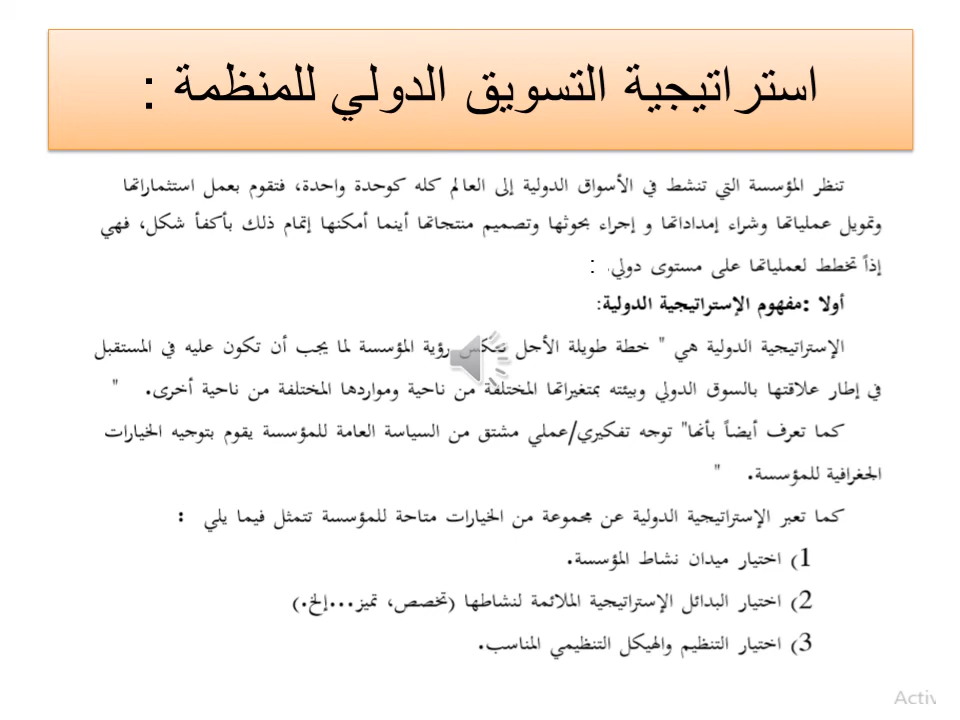 استراتيجية التسويق الدولي للمنظمة :
تنظر المؤسسة التي تنشط في الأسواق الدولية إلى العالم كله كوحدة واحدة، فتقوم بعمل استثماراتها
وتمويل عملياتها وشراء إمداداتها و إجراء بحوثها وتصميم منتجاتها أينما أمكنها إتمام ذلك بأكفأ شكل، فهي
إذاً تخطط لعملياتها على مستوى دولي. :
أولا :مفهوم الإستراتيجية الدولية:
الإستراتيجية الدولية هي " خطة طويلة الأجل تعكس رؤية المؤسسة لما يجب أن تكون عليه في المستقبل
في إطار علاقتها بالسوق الدولي وبيئته بمتغيراتها المختلفة من ناحية ومواردها المختلفة من ناحية أخرى. "
كما تعرف أيضاً بأنها" توجه تفكيري/عملي مشتق من السياسة العامة للمؤسسة يقوم بتوجيه الخيارات
الجغرافية للمؤسسة. "
كما تعبر الإستراتيجية الدولية عن مجموعة من الخيارات متاحة للمؤسسة تتمثل فيما يلي :
1) اختيار ميدان نشاط المؤسسة.
2) اختيار البدائل الإستراتيجية الملائمة لنشاطها (تخصص، تميز...إلخ.)
3) اختيار التنظيم والهيكل التنظيمي المناسب.
Activ